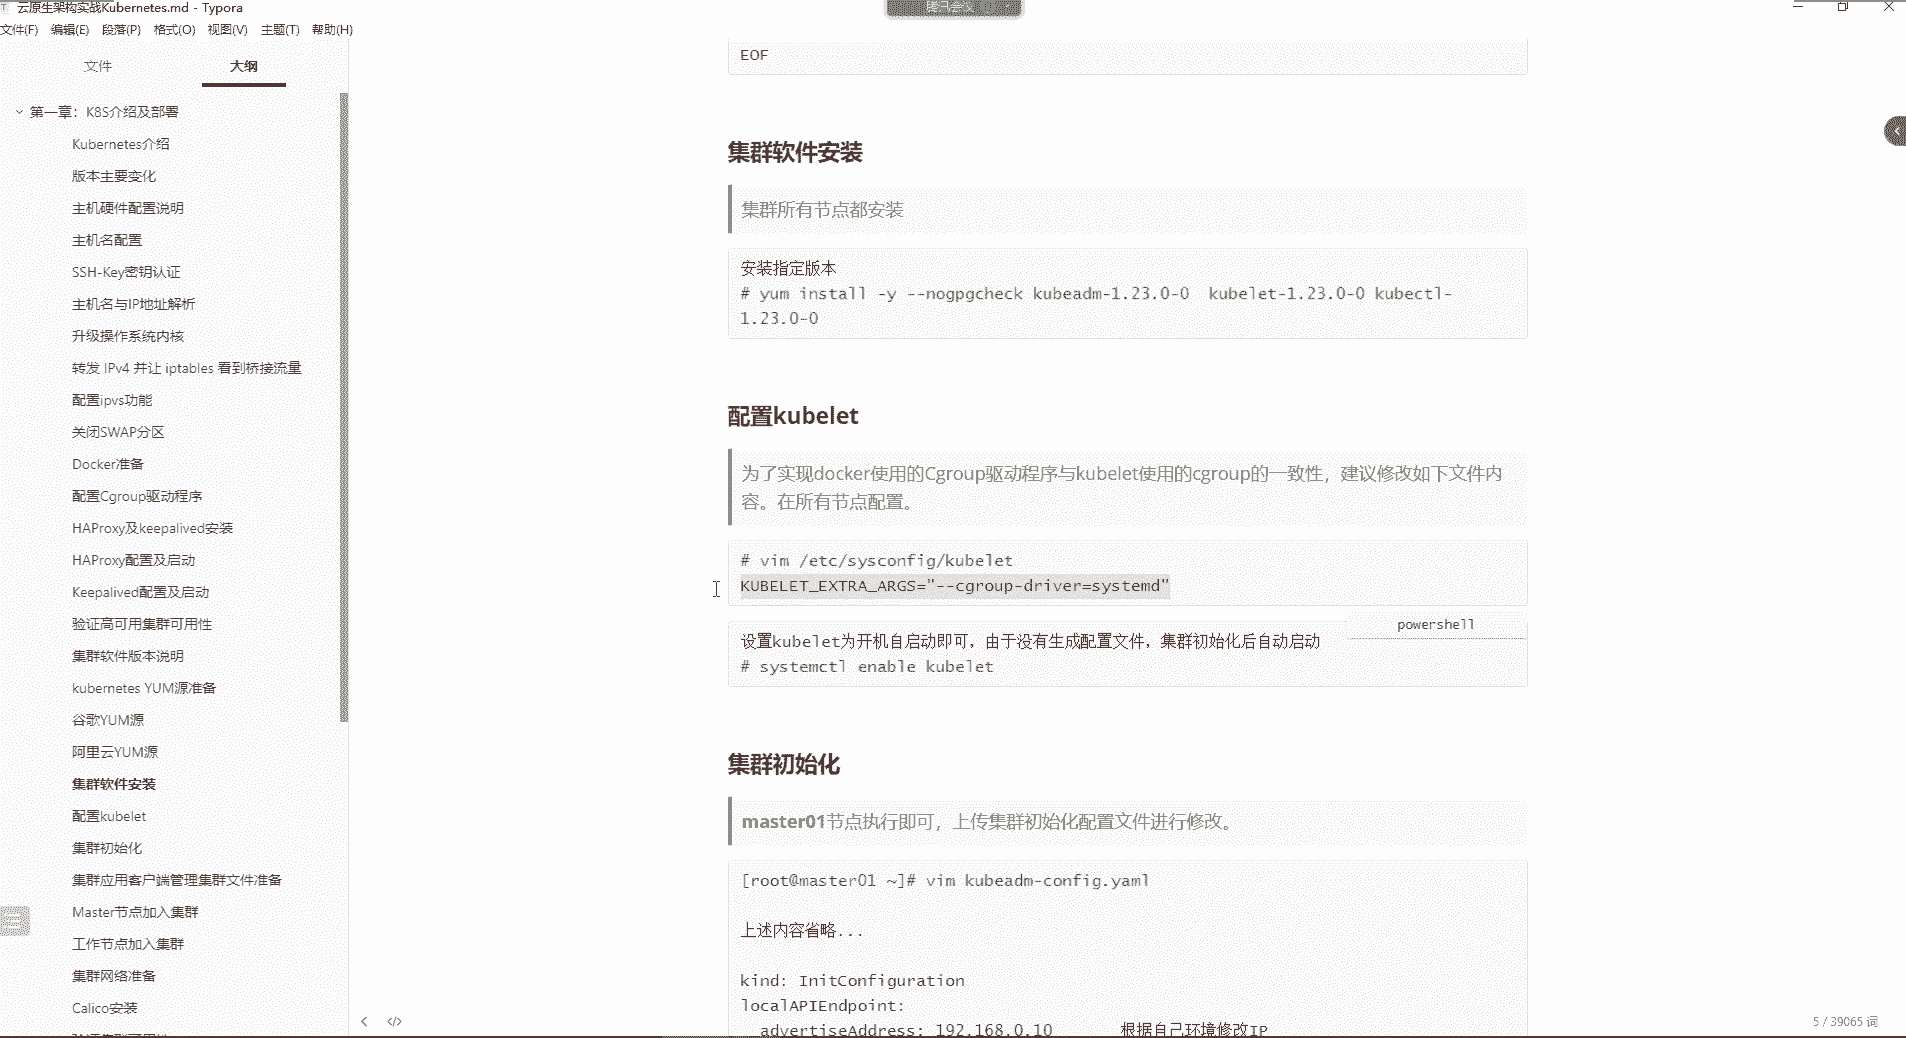 云原生架构实战Kubernetes.md - Typora
腾讯会议
文件(F) 编辑(E) 段落(P) 格式(O) 视图(V) 主题(T) 帮助(H)
文件 大纲
第一章：K8S介绍及部署
Kubernetes介绍
版本主要变化
主机硬件配置说明
主机名配置
SSH-Key密钥认证
主机名与IP地址解析
升级操作系统内核
转发 IPv4 并让 iptables 看到桥接流量
配置ipvs功能
关闭SWAP分区
Docker准备
配置Cgroup驱动程序
HAProxy及keepalived安装
HAProxy配置及启动
Keepalived配置及启动
验证高可用集群可用性
集群软件版本说明
kubernetes YUM源准备
谷歌YUM源
阿里云YUM源
集群软件安装
配置kubelet
集群初始化
集群应用客户端管理集群文件准备
Master节点加入集群
工作节点加入集群
集群网络准备
Calico安装
EOF
集群软件安装
集群所有节点都安装
安装指定版本
# yum install -y --nogpgcheck kubeadm-1.23.0-0  kubelet-1.23.0-0 kubectl-
1.23.0-0
配置kubelet
为了实现docker使用的Cgroup驱动程序与kubelet使用的cgroup的一致性，建议修改如下文件内
容。在所有节点配置。
# vim /etc/sysconfig/kubelet
KUBELET_EXTRA_ARGS="--cgroup-driver=systemd"
powershell
设置kubelet为开机自启动即可，由于没有生成配置文件，集群初始化后自动启动
# systemctl enable kubelet
集群初始化
master01节点执行即可，上传集群初始化配置文件进行修改。
[root@master01 ~]# vim kubeadm-config.yaml
上述内容省略...
kind: InitConfiguration
localAPIEndpoint:
advertiseAddress: 192.168.0.10 根据自己环境修改IP
5 / 39065 词